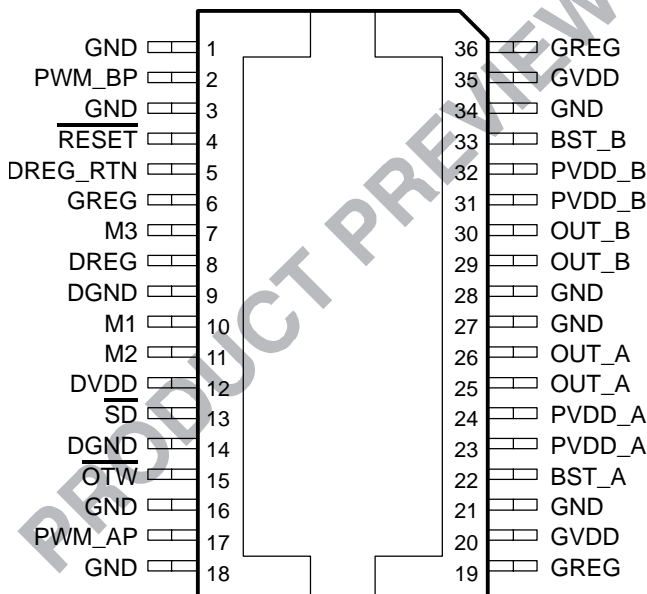 GND 1 36 GREG
PWM_BP 2 35 GVDD
GND 3 34 GND
RESET 4 33 BST_B
DREG_RTN 5 32 PVDD_B
GREG 6 31 PVDD_B
M3 7 30 OUT_B
DREG 8 29 OUT_B
DGND 9 28 GND
M1 10 27 GND
M2 11 26 OUT_A
DVDD 12 25 OUT_A
SD 13 24 PVDD_A
DGND 14 23 PVDD_A
OTW 15 22 BST_A
GND 16 21 GND
PWM_AP 17 20 GVDD
GND 18 19 GREG
PRODUCT PREVIEW